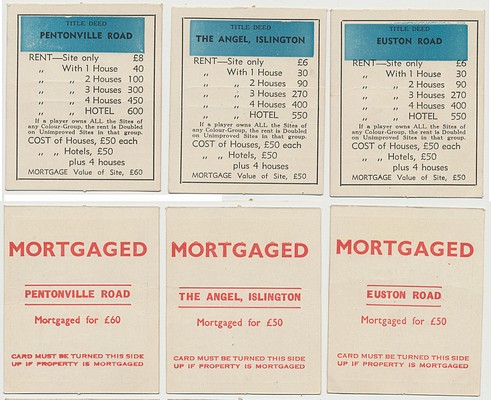 TITLE DEED
PENTONVILLE ROAD
RENT—Site only £8
„ With 1 House 40
„ „ 2 Houses 100
„ „ 3 Houses 300
„ „ 4 Houses 450
„ „ HOTEL 600
If a player owns ALL the Sites of
any Colour-Group, the rent is Doubled
on Unimproved Sites in that group.
COST of Houses, £50 each
„ „ Hotels, £50
plus 4 houses
MORTGAGE Value of Site, £60
TITLE DEED
THE ANGEL, ISLINGTON
RENT—Site only £6
„ With 1 House 30
„ „ 2 Houses 90
„ „ 3 Houses 270
„ „ 4 Houses 400
„ „ HOTEL 550
If a player owns ALL the Sites of
any Colour-Group, the rent is Doubled
on Unimproved Sites in that group.
COST of Houses, £50 each
„ „ Hotels, £50
plus 4 houses
MORTGAGE Value of Site, £50
TITLE DEED
EUSTON ROAD
RENT—Site only £6
„ With 1 House 30
„ „ 2 Houses 90
„ „ 3 Houses 270
„ „ 4 Houses 400
„ „ HOTEL 550
If a player owns ALL the Sites of
any Colour-Group, the rent is Doubled
on Unimproved Sites in that group.
COST of Houses, £50 each
„ „ Hotels, £50
plus 4 houses
MORTGAGE Value of Site, £50
MORTGAGED
PENTONVILLE ROAD
Mortgaged for £60
CARD MUST BE TURNED THIS SIDE
UP IF PROPERTY IS MORTGAGED
MORTGAGED
THE ANGEL, ISLINGTON
Mortgaged for £50
CARD MUST BE TURNED THIS SIDE
UP IF PROPERTY IS MORTGAGED
MORTGAGED
EUSTON ROAD
Mortgaged for £50
CARD MUST BE TURNED THIS SIDE
UP IF PROPERTY IS MORTGAGED